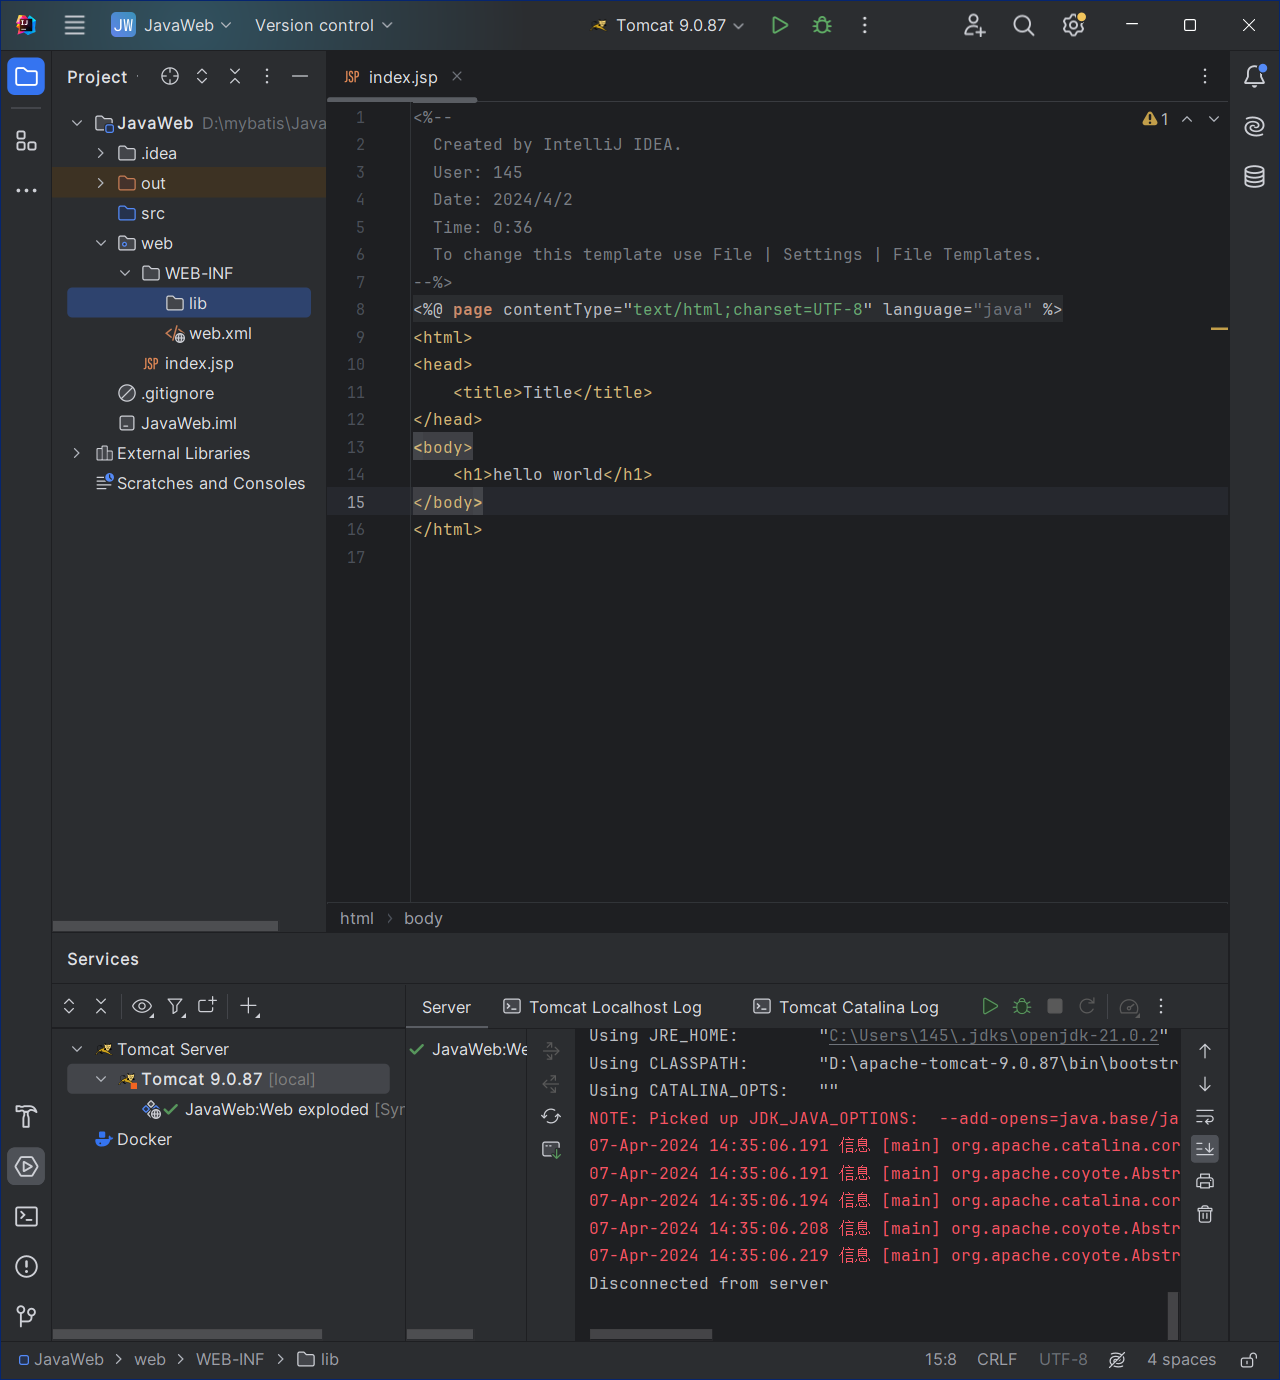 JW JavaWeb Version control Tomcat 9.0.87
Project
index.jsp
JavaWeb D:\mybatis\Java
.idea
out
src
web
WEB-INF
lib
web.xml
JSP index.jsp
.gitignore
JavaWeb.iml
External Libraries
Scratches and Consoles
JSP
1
1 <%--
2 Created by IntelliJ IDEA.
3 User: 145
4 Date: 2024/4/2
5 Time: 0:36
6 To change this template use File | Settings | File Templates.
7 --%>
8 <%@ page contentType="text/html;charset=UTF-8" language="java" %>
9 <html>
10 <head>
11 <title>Title</title>
12 </head>
13 <body>
14 <h1>hello world</h1>
15 </body>
16 </html>
17
html > body
Services
Server Tomcat Localhost Log Tomcat Catalina Log
Tomcat Server
Tomcat 9.0.87 [local]
JavaWeb:Web exploded [Syr
Docker
JavaWeb:We
Using JRE_HOME: "C:\Users\145\.jdks\openjdk-21.0.2"
Using CLASSPATH: "D:\apache-tomcat-9.0.87\bin\bootstr
Using CATALINA_OPTS: ""
NOTE: Picked up JDK_JAVA_OPTIONS: --add-opens=java.base/ja
07-Apr-2024 14:35:06.191 信息 [main] org.apache.catalina.cor
07-Apr-2024 14:35:06.191 信息 [main] org.apache.coyote.Abstr
07-Apr-2024 14:35:06.194 信息 [main] org.apache.catalina.cor
07-Apr-2024 14:35:06.208 信息 [main] org.apache.coyote.Abstr
07-Apr-2024 14:35:06.219 信息 [main] org.apache.coyote.Abstr
Disconnected from server
JavaWeb > web > WEB-INF > lib 15:8 CRLF UTF-8 4 spaces